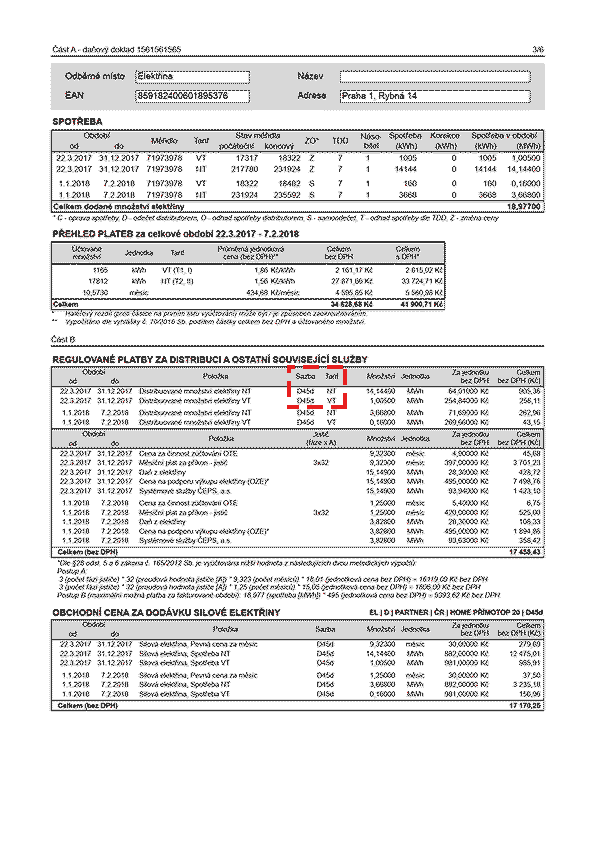 Část A - daňový doklad 1561561565 3/6
Odběrné místo Elektřina Název
EAN 859182400601895376 Adresa Praha 1, Rybná 14
SPOTŘEBA
Období Měřidlo Tarif Stav měřidla ZO* TDD Náso- Spotřeba Korekce Spotřeba v období
od do počáteční koncový bitel (kWh) (kWh) (kWh) (MWh)
22.3.2017 31.12.2017 71973978 VT 17317 18322 Z 7 1 1005 0 1005 1,00500
22.3.2017 31.12.2017 71973978 NT 217780 231924 Z 7 1 14144 0 14144 14,14400
1.1.2018 7.2.2018 71973978 VT 18322 18482 S 7 1 160 0 160 0,16000
1.1.2018 7.2.2018 71973978 NT 231924 235592 S 7 1 3668 0 3668 3,66800
Celkem dodané množství elektřiny 18,97700
* C - oprava spotřeby, D - odečet distributorem, O - odhad spotřeby distributorem, S - samoodečet, T - odhad spotřeby dle TDD, Z - změna ceny
PŘEHLED PLATEB za celkové období 22.3.2017 - 7.2.2018
Účtované Jednotka Tarif Průměrná jednotková Celkem Celkem
množství cena (bez DPH)** bez DPH s DPH*
1165 kWh VT (T1, I) 1,86 Kč/kWh 2 161,17 Kč 2 615,02 Kč
17812 kWh NT (T2, II) 1,56 Kč/kWh 27 871,66 Kč 33 724,71 Kč
10,5730 měsíc 434,68 Kč/měsíc 4 595,85 Kč 5 560,98 Kč
Celkem 34 628,68 Kč 41 900,71 Kč
* Haléřový rozdíl (proti částce na prvním listu vyúčtování) může být i je způsoben zaokrouhlováním.
** Vypočítáno dle vyhlášky č. 70/2016 Sb. podílem částky celkem bez DPH a účtovaného množství.
Část B
REGULOVANÉ PLATBY ZA DISTRIBUCI A OSTATNÍ SOUVISEJÍCÍ SLUŽBY
Období Položka Sazba Tarif Množství Jednotka Za jednotku Celkem
od do bez DPH bez DPH (Kč)
22.3.2017 31.12.2017 Distribuované množství elektřiny NT D45d NT 14,14400 MWh 64,01000 Kč 905,36
22.3.2017 31.12.2017 Distribuované množství elektřiny VT D45d VT 1,00500 MWh 254,84000 Kč 256,11
1.1.2018 7.2.2018 Distribuované množství elektřiny NT D45d NT 3,66800 MWh 71,69000 Kč 262,96
1.1.2018 7.2.2018 Distribuované množství elektřiny VT D45d VT 0,16000 MWh 269,66000 Kč 43,15
Období Položka Jistič Množství Jednotka Za jednotku Celkem
od do (fáze x A) bez DPH bez DPH (Kč)
22.3.2017 31.12.2017 Cena za činnost zúčtování OTE 9,32300 měsíc 4,90000 Kč 45,68
22.3.2017 31.12.2017 Měsíční plat za příkon - jistič 3x32 9,32300 měsíc 397,00000 Kč 3 701,23
22.3.2017 31.12.2017 Daň z elektřiny 15,14900 MWh 28,30000 Kč 428,72
22.3.2017 31.12.2017 Cena na podporu výkupu elektřiny (OZE)* 15,14900 MWh 495,00000 Kč 7 498,76
22.3.2017 31.12.2017 Systémové služby ČEPS, a.s. 15,14900 MWh 93,94000 Kč 1 423,10
1.1.2018 7.2.2018 Cena za činnost zúčtování OTE 1,25000 měsíc 5,40000 Kč 6,75
1.1.2018 7.2.2018 Měsíční plat za příkon - jistič 3x32 1,25000 měsíc 420,00000 Kč 525,00
1.1.2018 7.2.2018 Daň z elektřiny 3,82800 MWh 28,30000 Kč 108,33
1.1.2018 7.2.2018 Cena na podporu výkupu elektřiny (OZE)* 3,82800 MWh 495,00000 Kč 1 894,86
1.1.2018 7.2.2018 Systémové služby ČEPS, a.s. 3,82800 MWh 93,63000 Kč 358,42
Celkem (bez DPH) 17 458,43
*Dle §28 odst. 5 a 6 zákona č. 165/2012 Sb. je vyúčtována nižší hodnota z následujících dvou metodických výpočtů:
Postup A:
3 (počet fází jističe) * 32 (proudová hodnota jističe [A]) * 9,323 (počet měsíců) * 18,01 (jednotková cena bez DPH) = 16119,09 Kč bez DPH
3 (počet fází jističe) * 32 (proudová hodnota jističe [A]) * 1,25 (počet měsíců) * 15,05 (jednotková cena bez DPH) = 1806,00 Kč bez DPH
Postup B (maximální možná platba za fakturované období): 18,977 (spotřeba [MWh]) * 495 (jednotková cena bez DPH) = 9393,62 Kč bez DPH
OBCHODNÍ CENA ZA DODÁVKU SILOVÉ ELEKTŘINY EL | D | PARTNER | ČR | HOME PŘÍMOTOP 20 | D45d
Období Položka Sazba Množství Jednotka Za jednotku Celkem
od do bez DPH bez DPH (Kč)
22.3.2017 31.12.2017 Silová elektřina, Pevná cena za měsíc D45d 9,32300 měsíc 30,00000 Kč 279,69
22.3.2017 31.12.2017 Silová elektřina, Spotřeba NT D45d 14,14400 MWh 882,00000 Kč 12 475,01
22.3.2017 31.12.2017 Silová elektřina, Spotřeba VT D45d 1,00500 MWh 981,00000 Kč 985,91
1.1.2018 7.2.2018 Silová elektřina, Pevná cena za měsíc D45d 1,25000 měsíc 30,00000 Kč 37,50
1.1.2018 7.2.2018 Silová elektřina, Spotřeba NT D45d 3,66800 MWh 882,00000 Kč 3 235,18
1.1.2018 7.2.2018 Silová elektřina, Spotřeba VT D45d 0,16000 MWh 981,00000 Kč 156,96
Celkem (bez DPH) 17 170,25